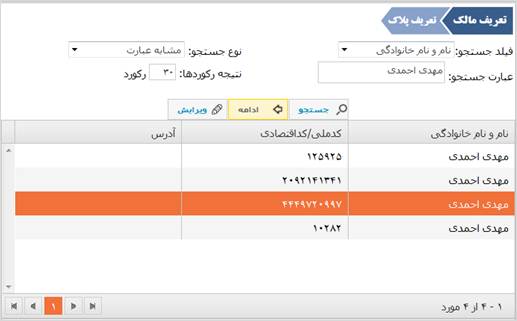 تعریف مالک تعریف پلاک
فیلد جستجو: نام و نام خانوادگی نوع جستجو: مشابه عبارت
عبارت جستجو: مهدی احمدی نتیجه رکوردها: ۳۰ رکورد
جستجو ادامه ویرایش
نام و نام خانوادگی کدملی/کداقتصادی آدرس
مهدی احمدی ۱۲۵۹۲۵
مهدی احمدی ۲۰۹۲۱۴۱۳۴۱
مهدی احمدی ۴۴۴۹۷۲۰۹۹۷
مهدی احمدی ۱۰۲۸۲
۱ - ۴ از ۴ مورد ۱